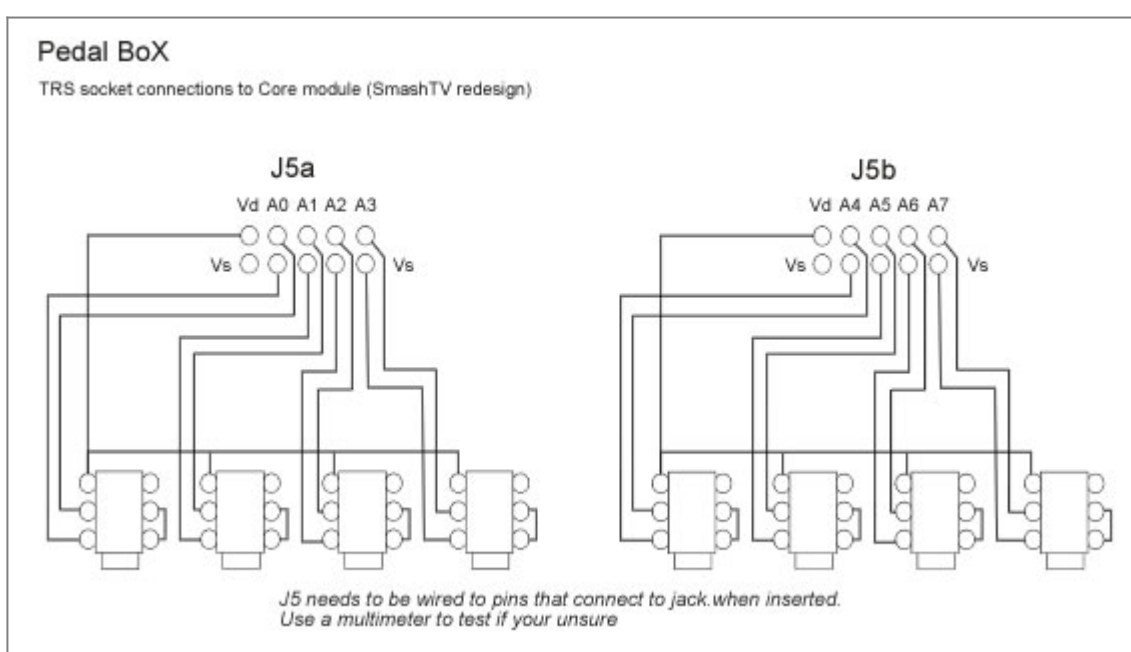 Pedal BoX
TRS socket connections to Core module (SmashTV redesign)
J5a
Vd A0 A1 A2 A3
Vs Vs
J5b
Vd A4 A5 A6 A7
Vs Vs
J5 needs to be wired to pins that connect to jack.when inserted.
Use a multimeter to test if your unsure